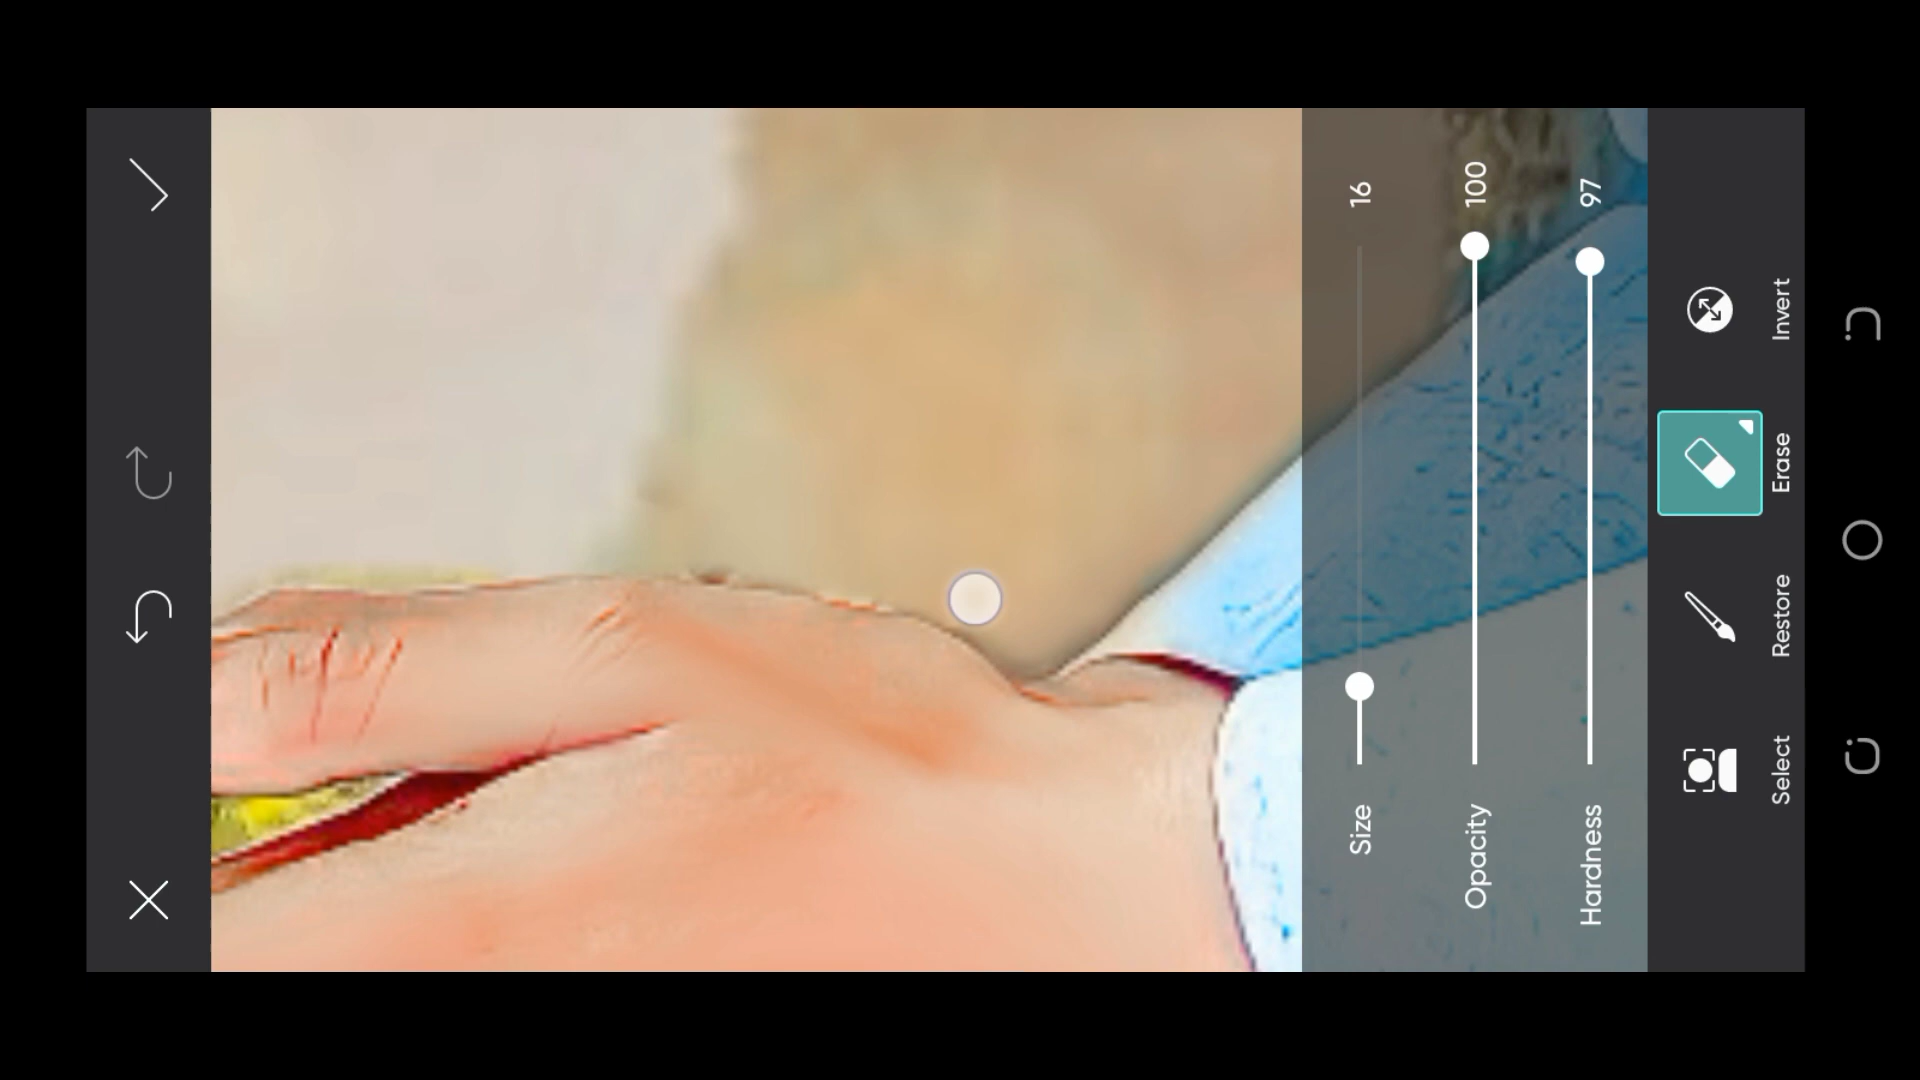 Size 16
Opacity 100
Hardness 97
Select
Restore
Erase
Invert